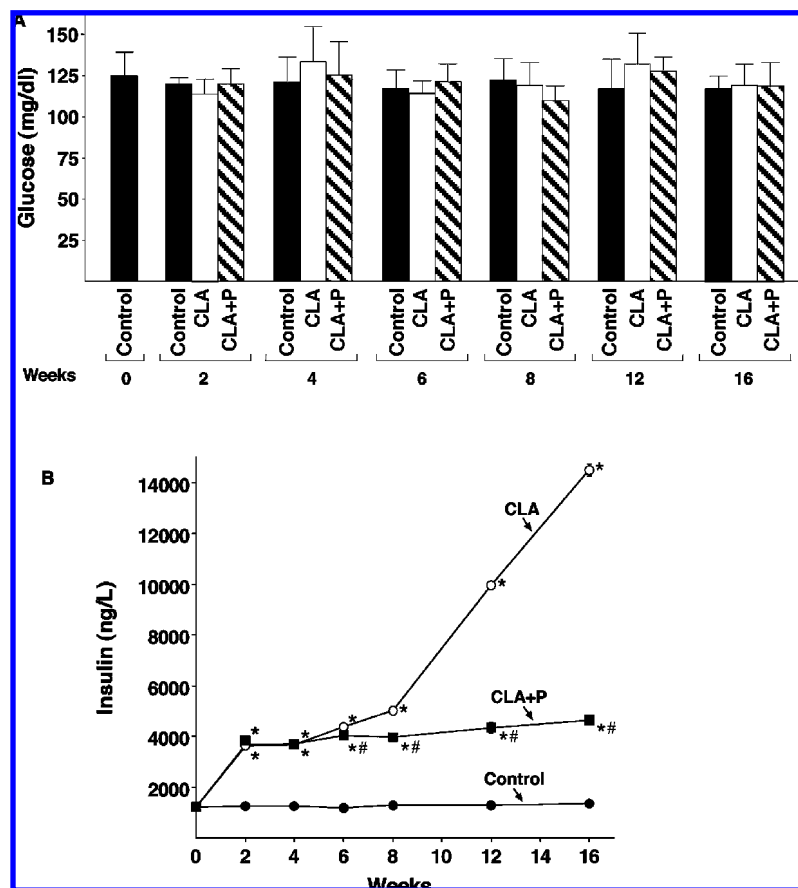 A
Glucose (mg/dl)
150
125
100
75
50
25
Control
Control
CLA
CLA+P
Control
CLA
CLA+P
Control
CLA
CLA+P
Control
CLA
CLA+P
Control
CLA
CLA+P
Control
CLA
CLA+P
Weeks 0 2 4 6 8 12 16
B
Insulin (ng/L)
14000
12000
10000
8000
6000
4000
2000
CLA
*
*
*
*
*
*
*
*
*
CLA+P
*#
*#
*#
*#
Control
0 2 4 6 8 10 12 14 16
Weeks